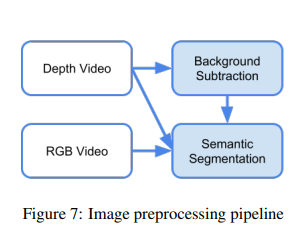 Depth Video
Background
Subtraction
RGB Video
Semantic
Segmentation
Figure 7: Image preprocessing pipeline